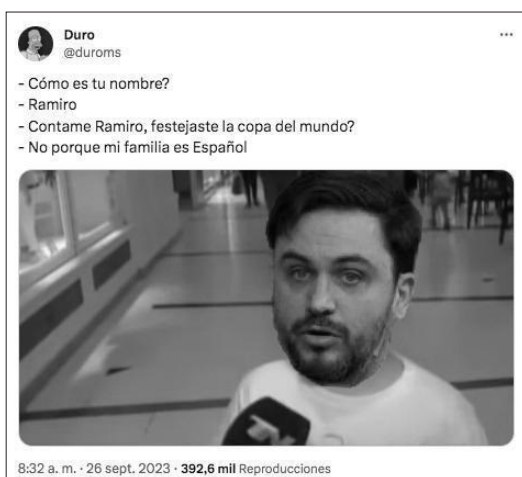 Duro
@duroms
- Cómo es tu nombre?
- Ramiro
- Contame Ramiro, festejaste la copa del mundo?
- No porque mi familia es Español
TN
8:32 a. m. · 26 sept. 2023 · 392,6 mil Reproducciones